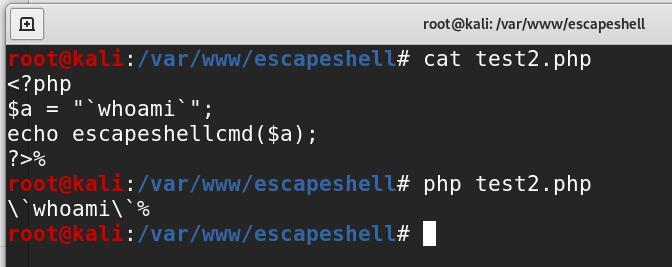 root@kali: /var/www/escapeshell
root@kali:/var/www/escapeshell# cat test2.php
<?php
$a = "`whoami`";
echo escapeshellcmd($a);
?>%
root@kali:/var/www/escapeshell# php test2.php
\`whoami\`%
root@kali:/var/www/escapeshell#